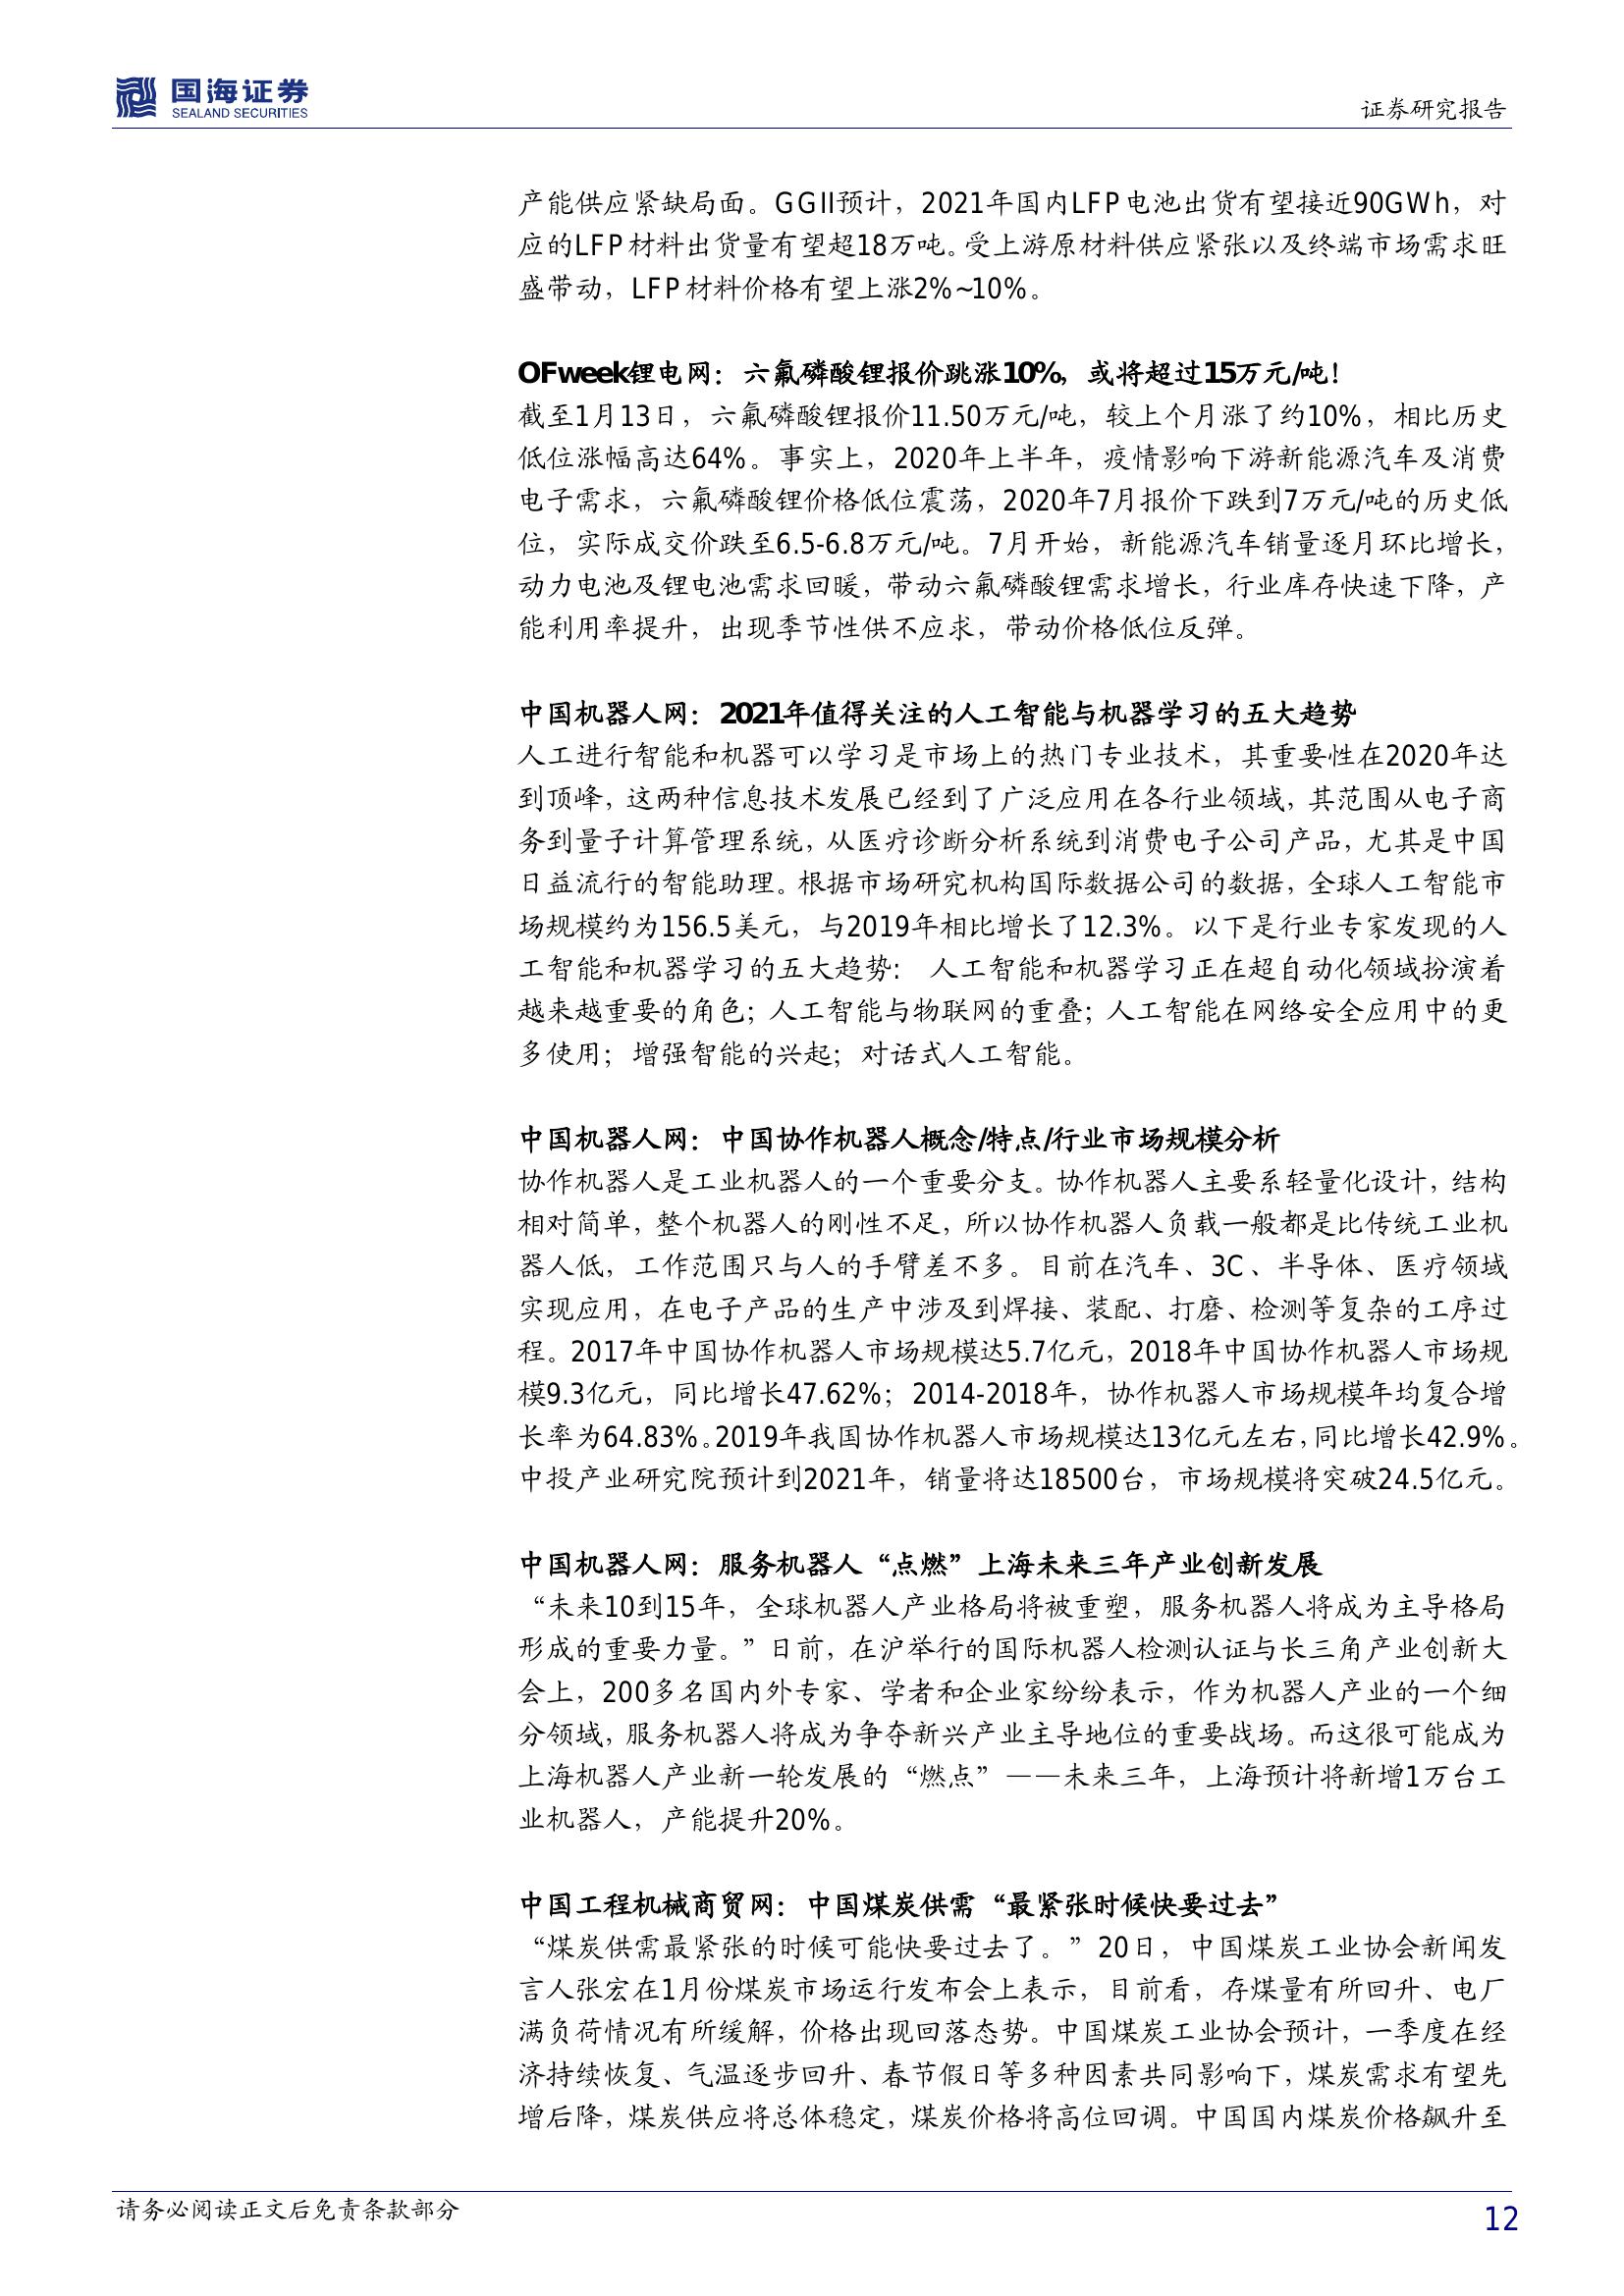 国海证券
SEALAND SECURITIES
证券研究报告
产能供应紧缺局面。GGII预计，2021年国内LFP电池出货有望接近90GWh，对
应的LFP材料出货量有望超18万吨。受上游原材料供应紧张以及终端市场需求旺
盛带动，LFP材料价格有望上涨2%~10%。
OFweek锂电网：六氟磷酸锂报价跳涨10%，或将超过15万元/吨！
截至1月13日，六氟磷酸锂报价11.50万元/吨，较上个月涨了约10%，相比历史
低位涨幅高达64%。事实上，2020年上半年，疫情影响下游新能源汽车及消费
电子需求，六氟磷酸锂价格低位震荡，2020年7月报价下跌到7万元/吨的历史低
位，实际成交价跌至6.5-6.8万元/吨。7月开始，新能源汽车销量逐月环比增长，
动力电池及锂电池需求回暖，带动六氟磷酸锂需求增长，行业库存快速下降，产
能利用率提升，出现季节性供不应求，带动价格低位反弹。
中国机器人网：2021年值得关注的人工智能与机器学习的五大趋势
人工进行智能和机器可以学习是市场上的热门专业技术，其重要性在2020年达
到顶峰，这两种信息技术发展已经到了广泛应用在各行业领域，其范围从电子商
务到量子计算管理系统，从医疗诊断分析系统到消费电子公司产品，尤其是中国
日益流行的智能助理。根据市场研究机构国际数据公司的数据，全球人工智能市
场规模约为156.5美元，与2019年相比增长了12.3%。以下是行业专家发现的人
工智能和机器学习的五大趋势： 人工智能和机器学习正在超自动化领域扮演着
越来越重要的角色；人工智能与物联网的重叠；人工智能在网络安全应用中的更
多使用；增强智能的兴起；对话式人工智能。
中国机器人网：中国协作机器人概念/特点/行业市场规模分析
协作机器人是工业机器人的一个重要分支。协作机器人主要系轻量化设计，结构
相对简单，整个机器人的刚性不足，所以协作机器人负载一般都是比传统工业机
器人低，工作范围只与人的手臂差不多。目前在汽车、3C、半导体、医疗领域
实现应用，在电子产品的生产中涉及到焊接、装配、打磨、检测等复杂的工序过
程。2017年中国协作机器人市场规模达5.7亿元，2018年中国协作机器人市场规
模9.3亿元，同比增长47.62%；2014-2018年，协作机器人市场规模年均复合增
长率为64.83%。2019年我国协作机器人市场规模达13亿元左右，同比增长42.9%。
中投产业研究院预计到2021年，销量将达18500台，市场规模将突破24.5亿元。
中国机器人网：服务机器人“点燃”上海未来三年产业创新发展
“未来10到15年，全球机器人产业格局将被重塑，服务机器人将成为主导格局
形成的重要力量。”日前，在沪举行的国际机器人检测认证与长三角产业创新大
会上，200多名国内外专家、学者和企业家纷纷表示，作为机器人产业的一个细
分领域，服务机器人将成为争夺新兴产业主导地位的重要战场。而这很可能成为
上海机器人产业新一轮发展的“燃点”——未来三年，上海预计将新增1万台工
业机器人，产能提升20%。
中国工程机械商贸网：中国煤炭供需“最紧张时候快要过去”
“煤炭供需最紧张的时候可能快要过去了。”20日，中国煤炭工业协会新闻发
言人张宏在1月份煤炭市场运行发布会上表示，目前看，存煤量有所回升、电厂
满负荷情况有所缓解，价格出现回落态势。中国煤炭工业协会预计，一季度在经
济持续恢复、气温逐步回升、春节假日等多种因素共同影响下，煤炭需求有望先
增后降，煤炭供应将总体稳定，煤炭价格将高位回调。中国国内煤炭价格飙升至
请务必阅读正文后免责条款部分
12